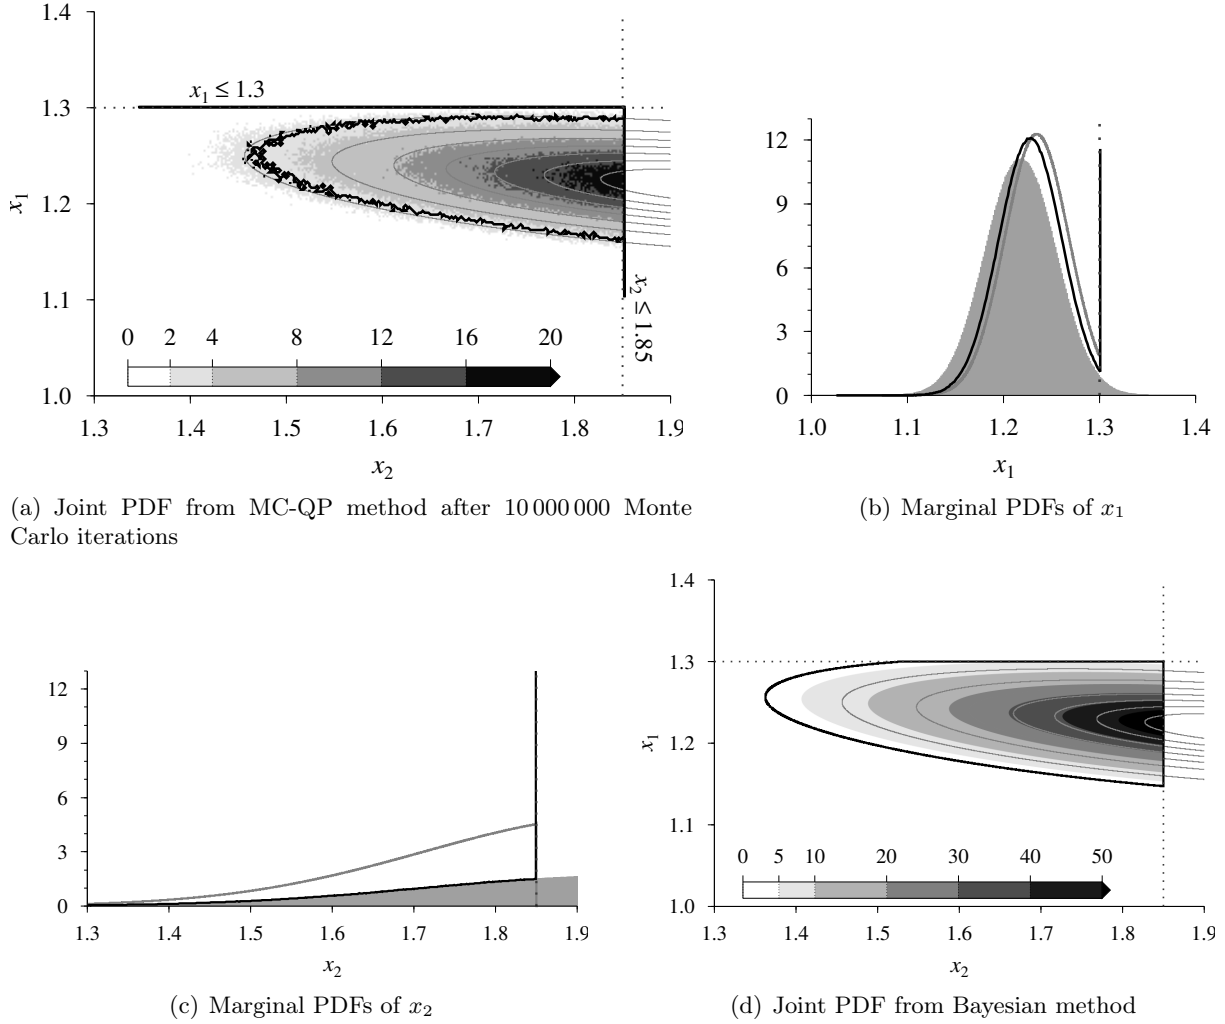 1.4
1.3
1.2
1.1
1.0
x₁
x₁ ≤ 1.3
x₂ ≤ 1.85
0 2 4 8 12 16 20
1.3 1.4 1.5 1.6 1.7 1.8 1.9
x₂
(a) Joint PDF from MC-QP method after 10 000 000 Monte
Carlo iterations
12
9
6
3
0
1.0 1.1 1.2 1.3 1.4
x₁
(b) Marginal PDFs of x₁
12
9
6
3
0
1.3 1.4 1.5 1.6 1.7 1.8 1.9
x₂
(c) Marginal PDFs of x₂
1.4
1.3
1.2
1.1
1.0
x₁
0 5 10 20 30 40 50
1.3 1.4 1.5 1.6 1.7 1.8 1.9
x₂
(d) Joint PDF from Bayesian method